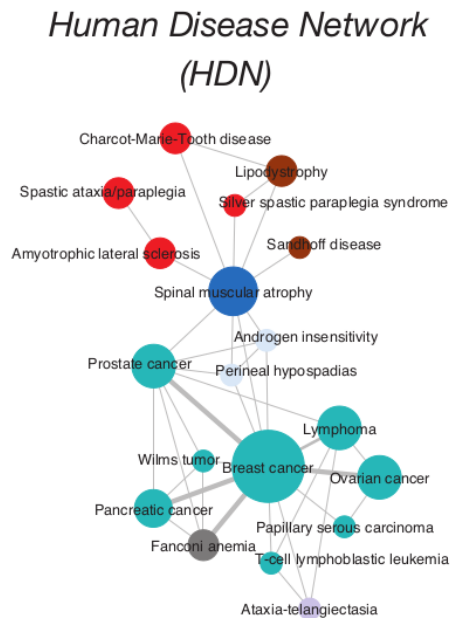 Human Disease Network
(HDN)
Charcot-Marie-Tooth disease
Lipodystrophy
Spastic ataxia/paraplegia
Silver spastic paraplegia syndrome
Sandhoff disease
Amyotrophic lateral sclerosis
Spinal muscular atrophy
Androgen insensitivity
Prostate cancer
Perineal hypospadias
Lymphoma
Wilms tumor
Breast cancer
Ovarian cancer
Pancreatic cancer
Papillary serous carcinoma
Fanconi anemia
T-cell lymphoblastic leukemia
Ataxia-telangiectasia